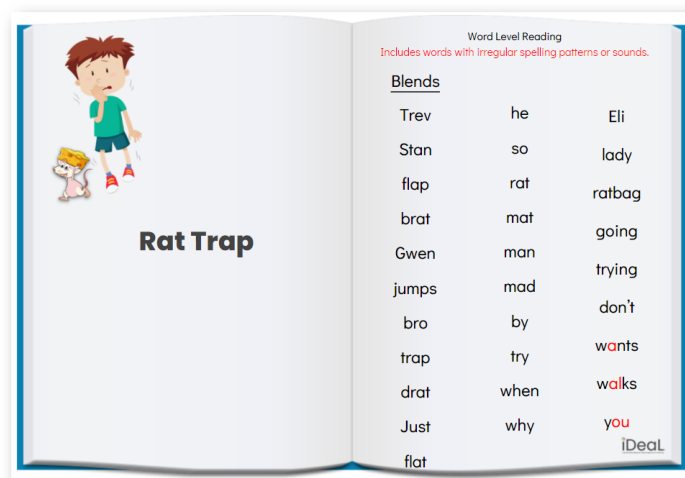 Rat Trap
Word Level Reading
Includes words with irregular spelling patterns or sounds.
Blends
Trev
Stan
flap
brat
Gwen
jumps
bro
trap
drat
Just
flat
he
so
rat
mat
man
mad
by
try
when
why
Eli
lady
ratbag
going
trying
don't
wants
walks
you
iDeaL